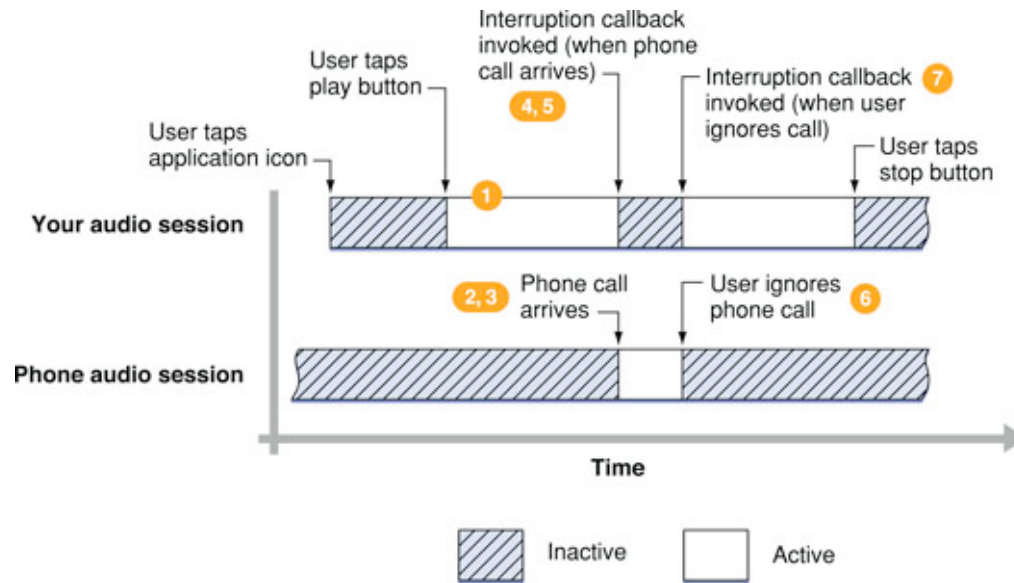 Interruption callback
invoked (when phone
call arrives)
4, 5
User taps
play button
Interruption callback
invoked (when user
ignores call)
7
User taps
application icon
User taps
stop button
Your audio session
1
2, 3
Phone call
arrives
User ignores
phone call
6
Phone audio session
Time
Inactive
Active